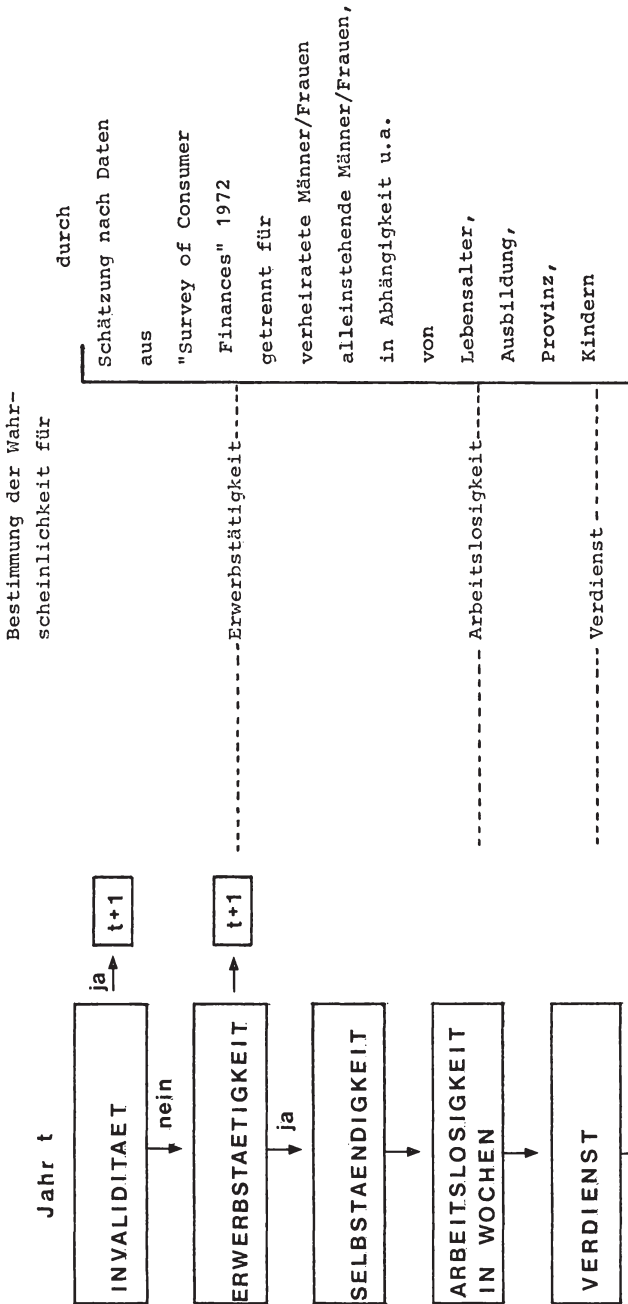 Jahr t
INVALIDITAET
ja
t+1
nein
ERWERBSTAETIGKEIT
t+1
ja
SELBSTAENDIGKEIT
ARBEITSLOSIGKEIT
IN WOCHEN
VERDIENST
Bestimmung der Wahr-
scheinlichkeit für
Erwerbstätigkeit
Arbeitslosigkeit
Verdienst
durch
Schätzung nach Daten
aus
"Survey of Consumer
Finances" 1972
getrennt für
verheiratete Männer/Frauen
alleinstehende Männer/Frauen,
in Abhängigkeit u.a.
von
Lebensalter,
Ausbildung,
Provinz,
Kindern